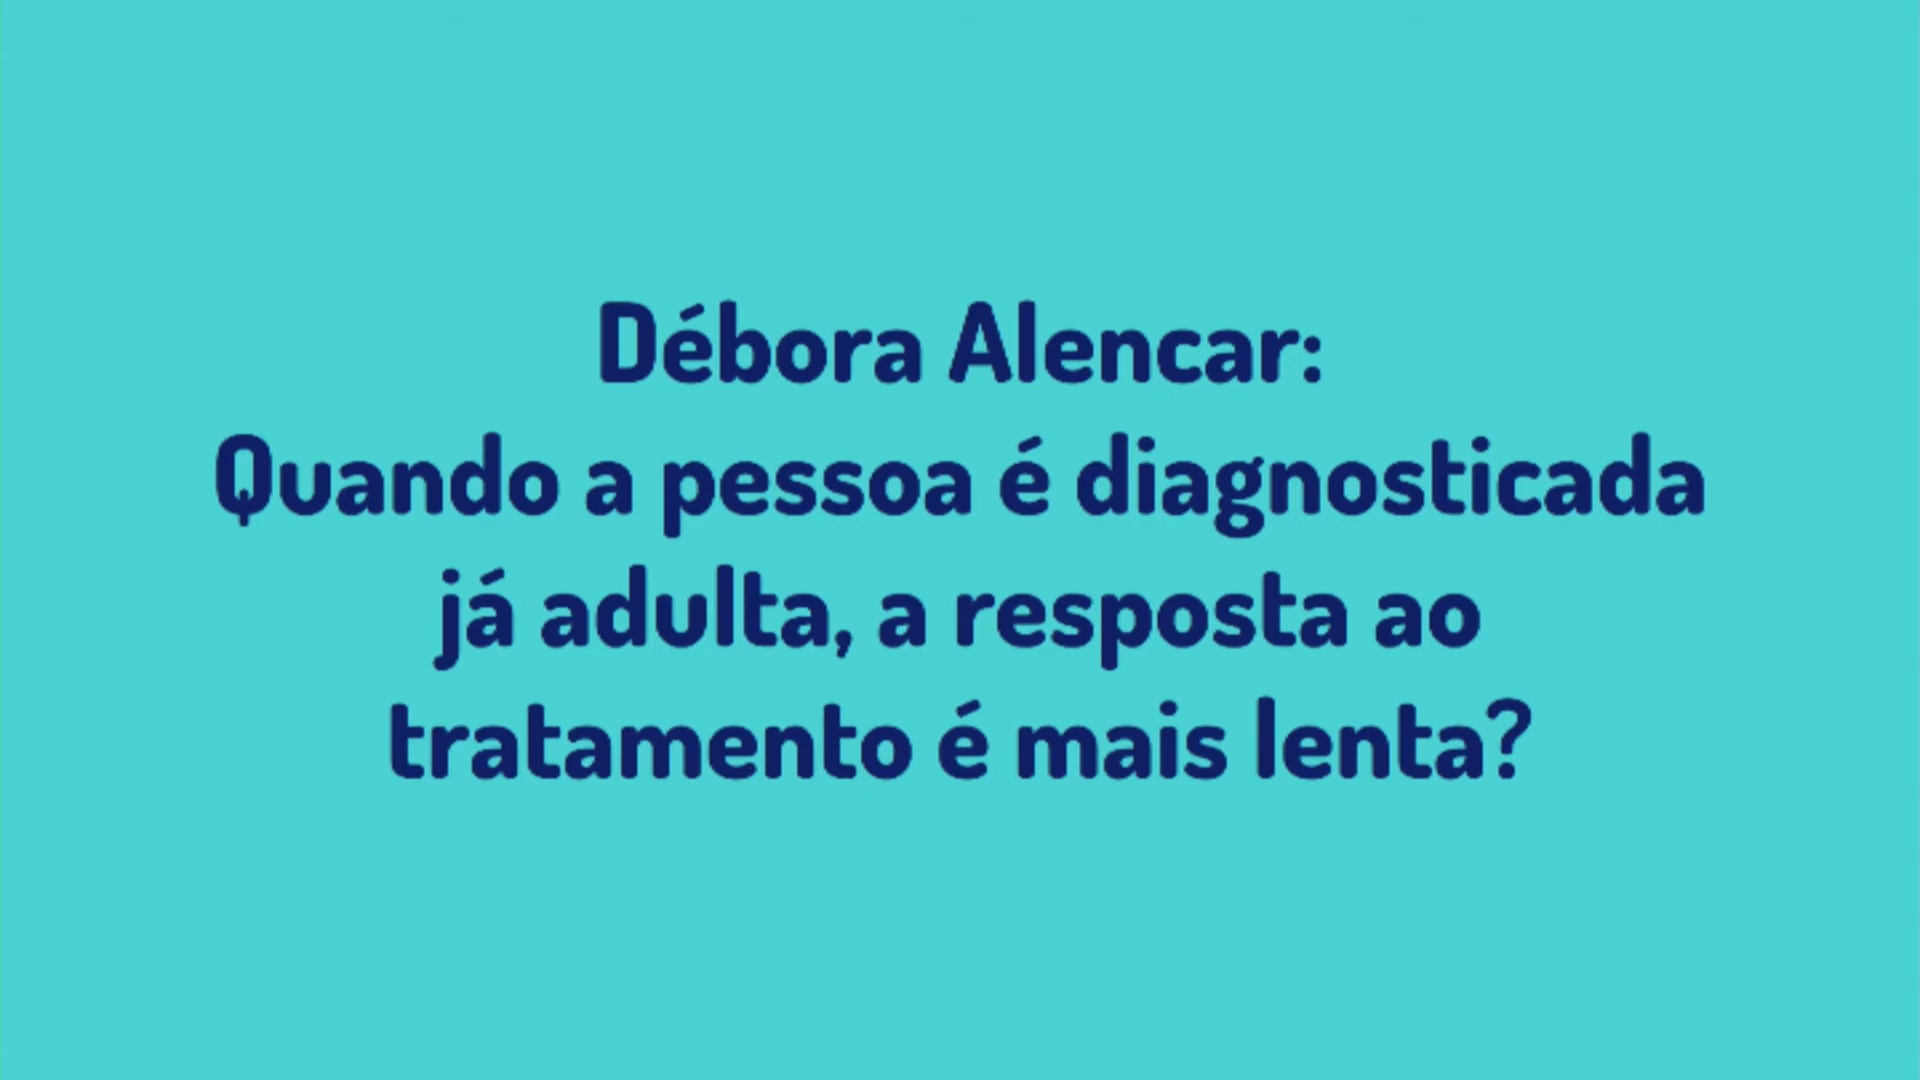 Débora Alencar:
Quando a pessoa é diagnosticada
já adulta, a resposta ao
tratamento é mais lenta?